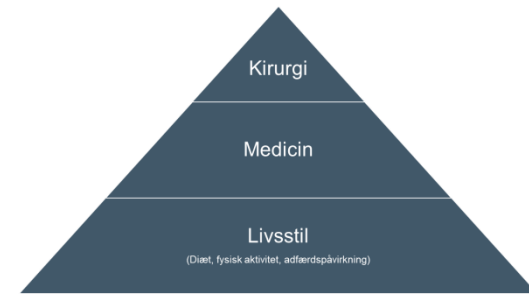 Kirurgi
Medicin
Livsstil
(Diæt, fysisk aktivitet, adfærdspåvirkning)